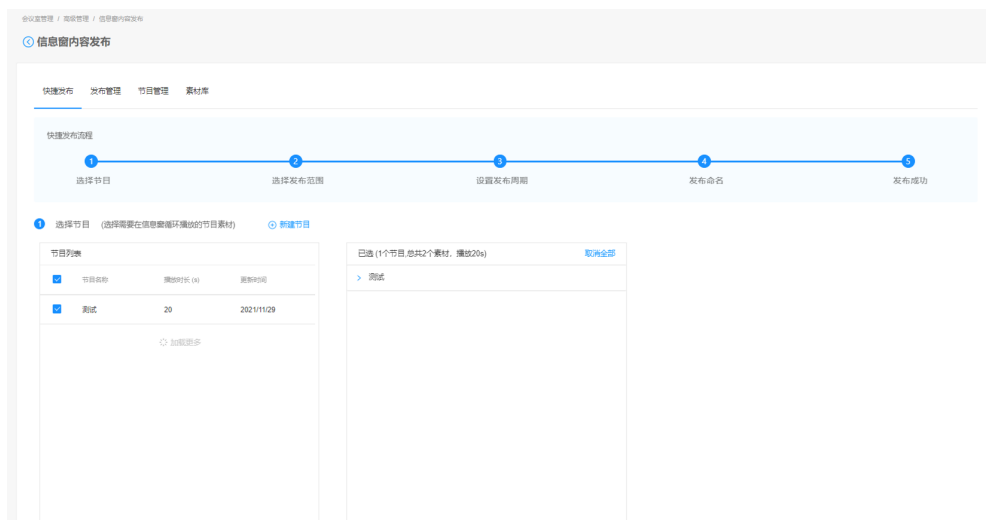 会议室管理 / 高级管理 / 信息窗内容发布
信息窗内容发布
快捷发布 发布管理 节目管理 素材库
快捷发布流程
1 2 3 4 5
选择节目 选择发布范围 设置发布周期 发布命名 发布成功
1 选择节目 (选择需要在信息窗循环播放的节目素材) 新建节目
节目列表 已选 (1个节目,总共2个素材, 播放20s) 取消全部
节目名称 播放时长 (s) 更新时间 > 测试
测试 20 2021/11/29
加载更多